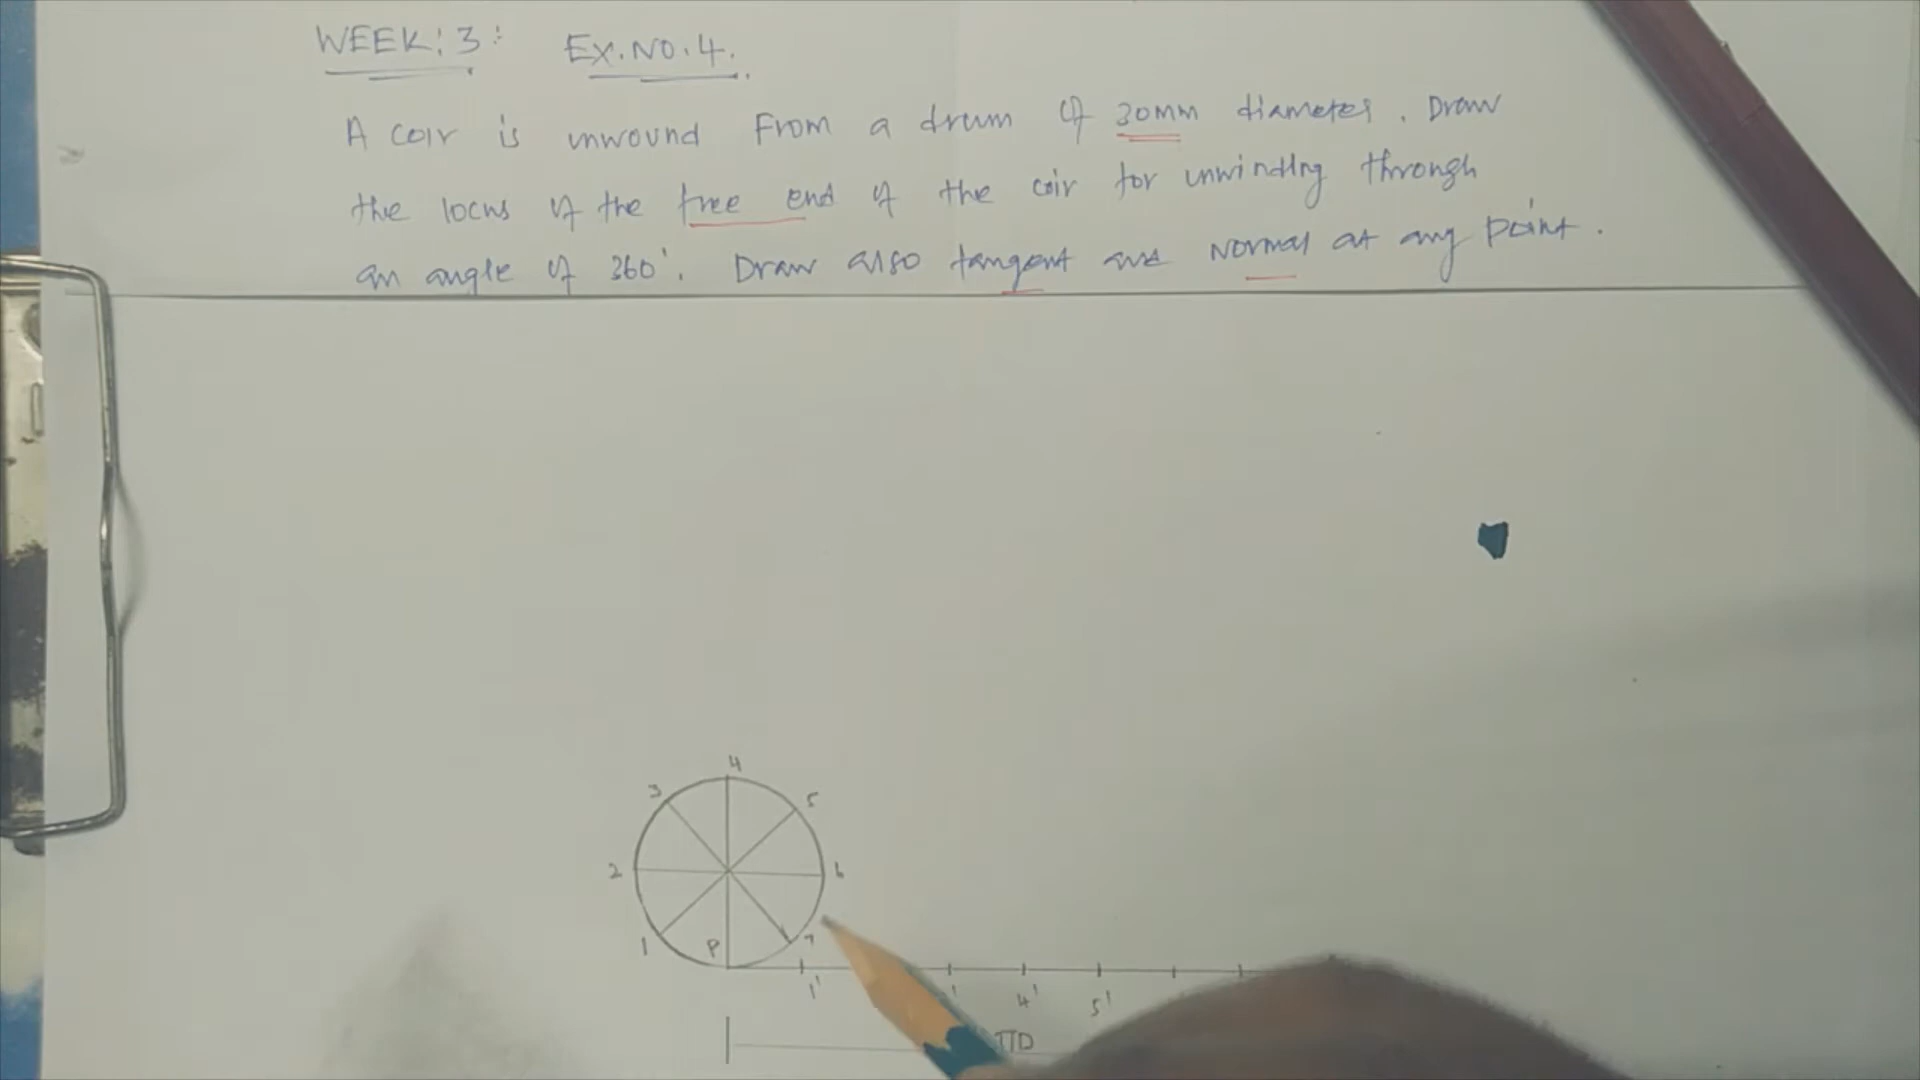 WEEK: 3: Ex.No.4.
A coir is unwound From a drum of 30mm diameter. Draw
the locus of the free end of the coir for unwinding through
an angle of 360°. Draw also tangent and Normal at any point.
4
3 5
2 6
1 P 7
1' 4' 5'
ΠD